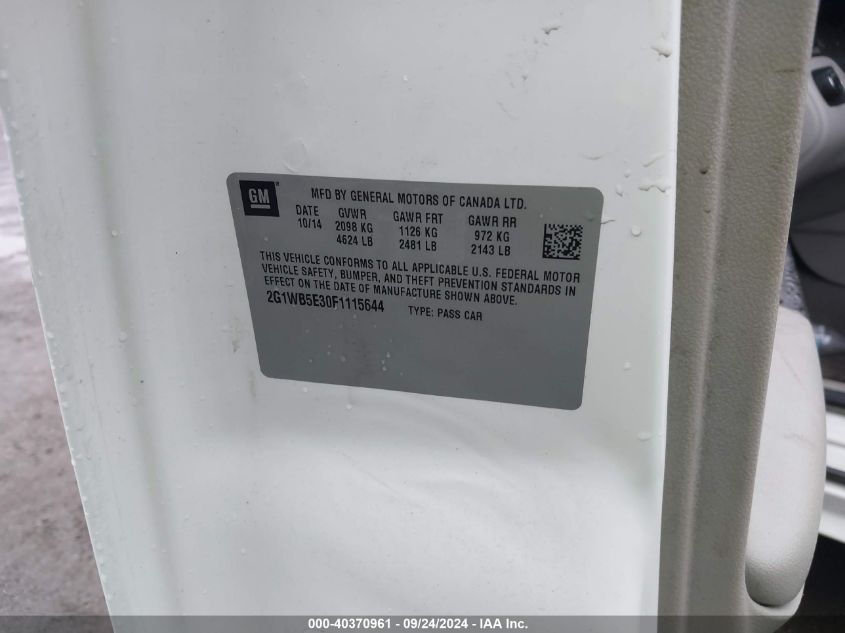 GM®
MFD BY GENERAL MOTORS OF CANADA LTD.
DATE GVWR GAWR FRT GAWR RR
10/14 2098 KG 1126 KG 972 KG
4624 LB 2481 LB 2143 LB
THIS VEHICLE CONFORMS TO ALL APPLICABLE U.S. FEDERAL MOTOR
VEHICLE SAFETY, BUMPER, AND THEFT PREVENTION STANDARDS IN
EFFECT ON THE DATE OF MANUFACTURE SHOWN ABOVE.
2G1WB5E30F1115644 TYPE: PASS CAR
000-40370961 - 09/24/2024 - IAA Inc.